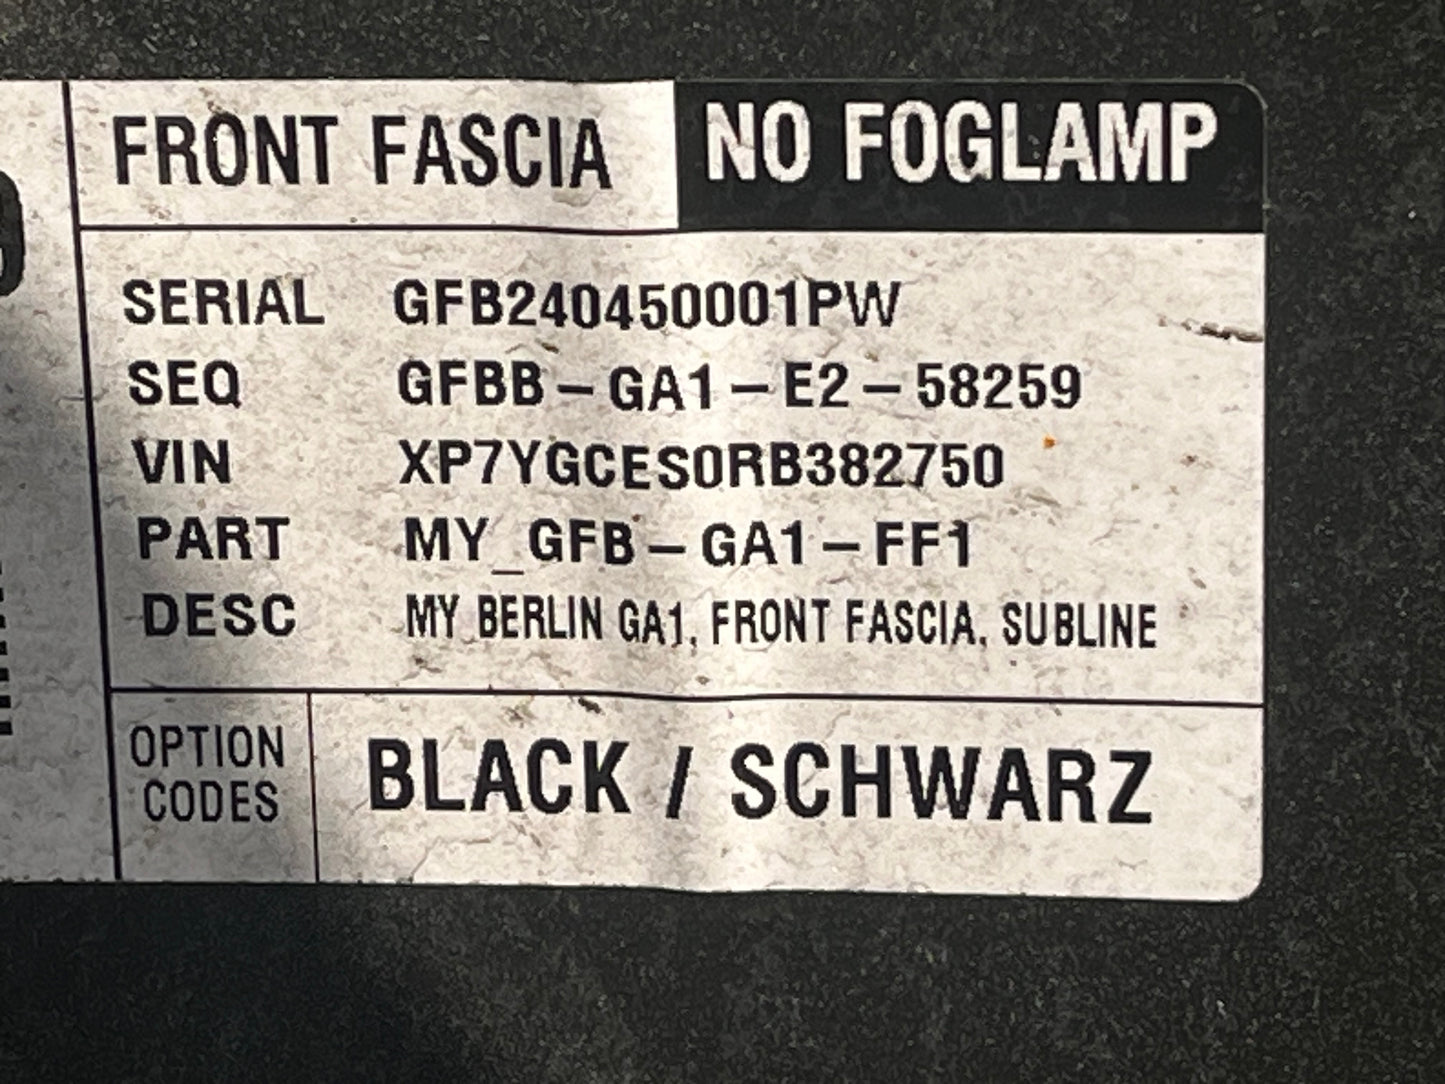 FRONT FASCIA NO FOGLAMP
SERIAL GFB240450001PW
SEQ GFBB-GA1-E2-58259
VIN XP7YGCES0RB382750
PART MY_GFB-GA1-FF1
DESC MY BERLIN GA1, FRONT FASCIA, SUBLINE
OPTION
CODES
BLACK / SCHWARZ